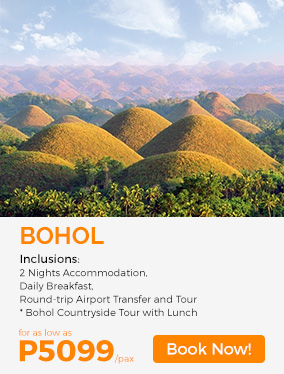 BOHOL
Inclusions:
2 Nights Accommodation,
Daily Breakfast,
Round-trip Airport Transfer and Tour
* Bohol Countryside Tour with Lunch
for as low as
P5099/pax
Book Now!